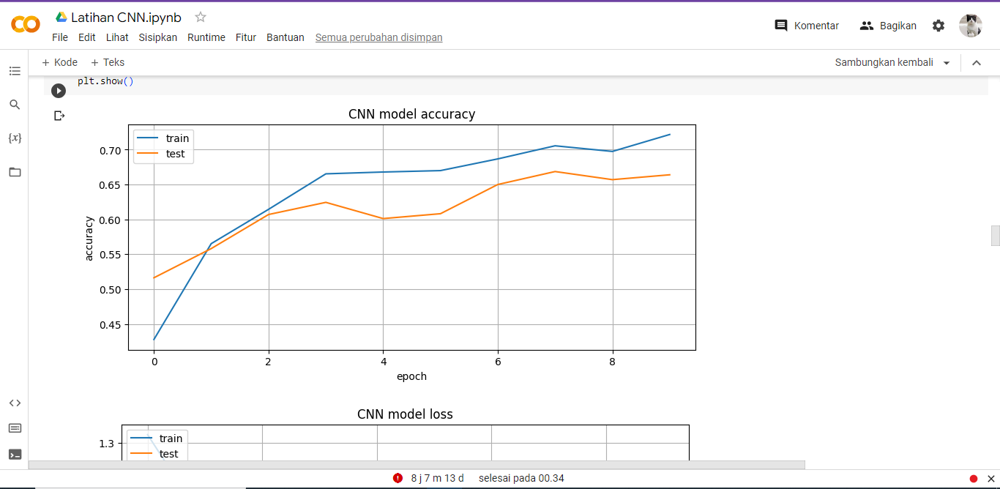 Latihan CNN.ipynb
File Edit Lihat Sisipkan Runtime Fitur Bantuan Semua perubahan disimpan
Komentar Bagikan
+ Kode + Teks
Sambungkan kembali
{x}
plt.show()
CNN model accuracy
train
test
0.70
0.65
0.60
0.55
0.50
0.45
accuracy
0 2 4 6 8
epoch
CNN model loss
train
test
1.3
8 j 7 m 13 d selesai pada 00.34